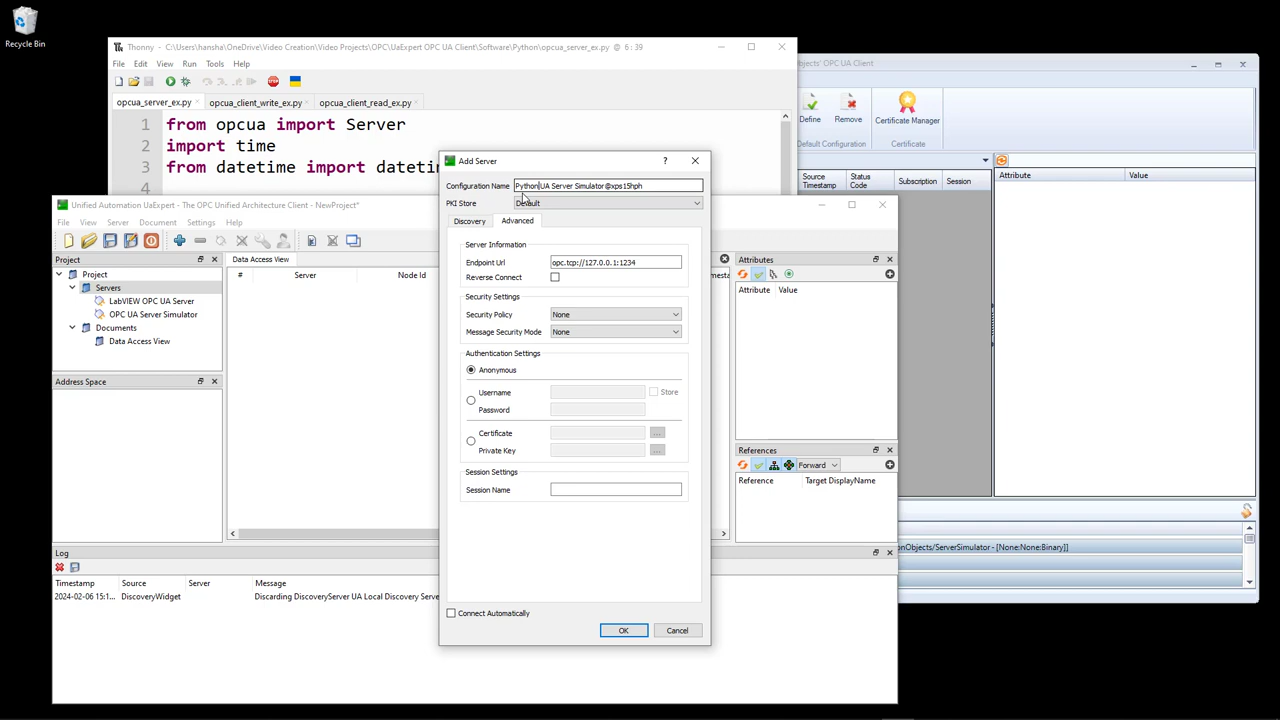 Recycle Bin
Thonny - C:\Users\hansha\OneDrive\Video Creation\Video Projects\OPC\UaExpert OPC UA Client\Software\Python\opcua_server_ex.py @ 6 : 39
File Edit View Run Tools Help
opcua_server_ex.py × opcua_client_write_ex.py × opcua_client_read_ex.py ×
1 from opcua import Server
2 import time
3 from datetime import datetim
4
Objects' OPC UA Client
Define
Remove
Certificate Manager
Default Configuration
Certificate
Source Timestamp
Status Code
Subscription
Session
Attribute
Value
onObjects/ServerSimulator - [None:None:Binary]]
Unified Automation UaExpert - The OPC Unified Architecture Client - NewProject*
File View Server Document Settings Help
Project
Project
Servers
LabVIEW OPC UA Server
OPC UA Server Simulator
Documents
Data Access View
Address Space
Data Access View
# Server Node Id
mesta
Attributes
Attribute Value
References
Forward
Reference Target DisplayName
Log
Timestamp Source Server Message
2024-02-06 15:1... DiscoveryWidget Discarding DiscoveryServer UA Local Discovery Serve
Add Server
?
Configuration Name Python UA Server Simulator@xps15hph
PKI Store Default
Discovery Advanced
Server Information
Endpoint Url opc.tcp://127.0.0.1:1234
Reverse Connect
Security Settings
Security Policy None
Message Security Mode None
Authentication Settings
Anonymous
Username
Store
Password
Certificate ...
Private Key ...
Session Settings
Session Name
Connect Automatically
OK Cancel